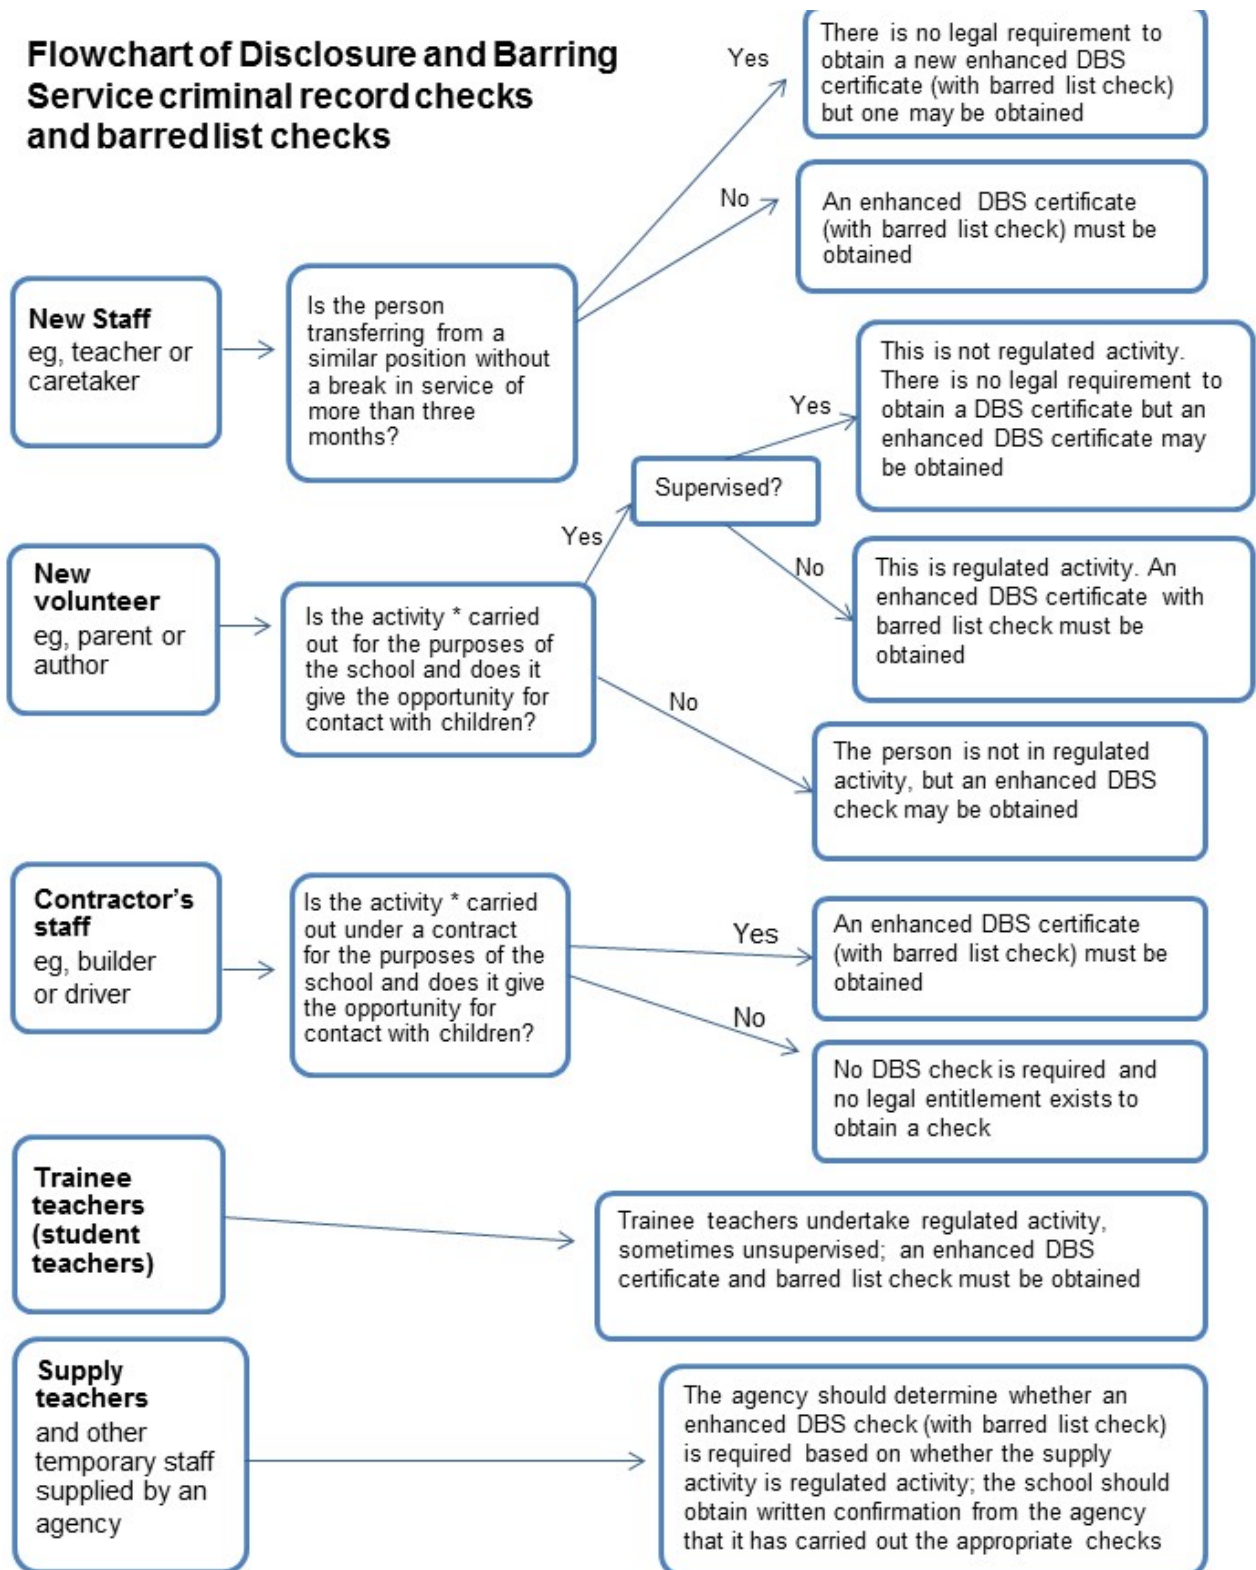 Flowchart of Disclosure and Barring
Service criminal record checks
and barred list checks
New Staff
eg, teacher or
caretaker
Is the person
transferring from a
similar position without
a break in service of
more than three
months?
Yes
There is no legal requirement to
obtain a new enhanced DBS
certificate (with barred list check)
but one may be obtained
No
An enhanced DBS certificate
(with barred list check) must be
obtained
New
volunteer
eg, parent or
author
Is the activity * carried
out for the purposes of
the school and does it
give the opportunity for
contact with children?
Yes
Supervised?
Yes
This is not regulated activity.
There is no legal requirement to
obtain a DBS certificate but an
enhanced DBS certificate may
be obtained
No
This is regulated activity. An
enhanced DBS certificate with
barred list check must be
obtained
No
The person is not in regulated
activity, but an enhanced DBS
check may be obtained
Contractor’s
staff
eg, builder
or driver
Is the activity * carried
out under a contract
for the purposes of the
school and does it give
the opportunity for
contact with children?
Yes
An enhanced DBS certificate
(with barred list check) must be
obtained
No
No DBS check is required and
no legal entitlement exists to
obtain a check
Trainee
teachers
(student
teachers)
Trainee teachers undertake regulated activity,
sometimes unsupervised; an enhanced DBS
certificate and barred list check must be obtained
Supply
teachers
and other
temporary staff
supplied by an
agency
The agency should determine whether an
enhanced DBS check (with barred list check)
is required based on whether the supply
activity is regulated activity; the school should
obtain written confirmation from the agency
that it has carried out the appropriate checks